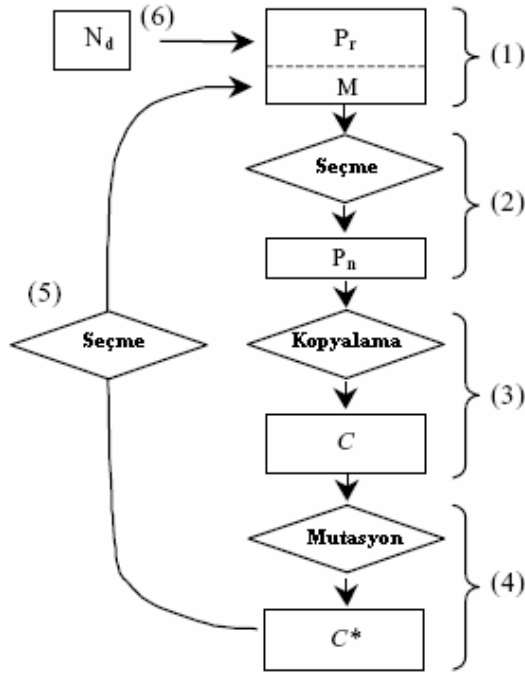 (6)
N_d
P_r
(1)
M
Seçme
(2)
P_n
(5)
Seçme
Kopyalama
(3)
C
Mutasyon
(4)
C*